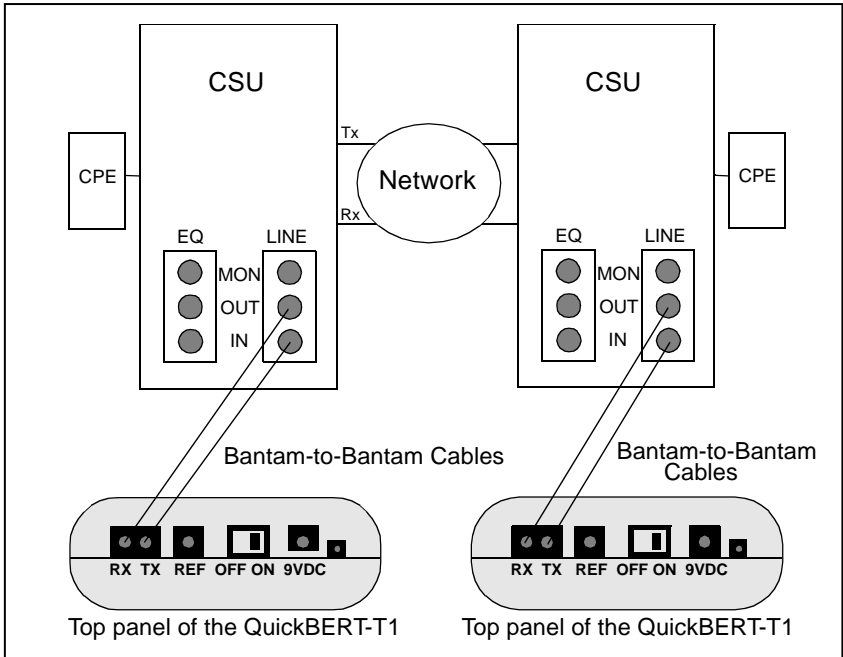 CSU
CSU
Tx
CPE
Network
CPE
Rx
EQ LINE
EQ LINE
MON
MON
OUT
OUT
IN
IN
Bantam-to-Bantam Cables
Bantam-to-Bantam
Cables
RX TX REF OFF ON 9VDC
RX TX REF OFF ON 9VDC
Top panel of the QuickBERT-T1
Top panel of the QuickBERT-T1